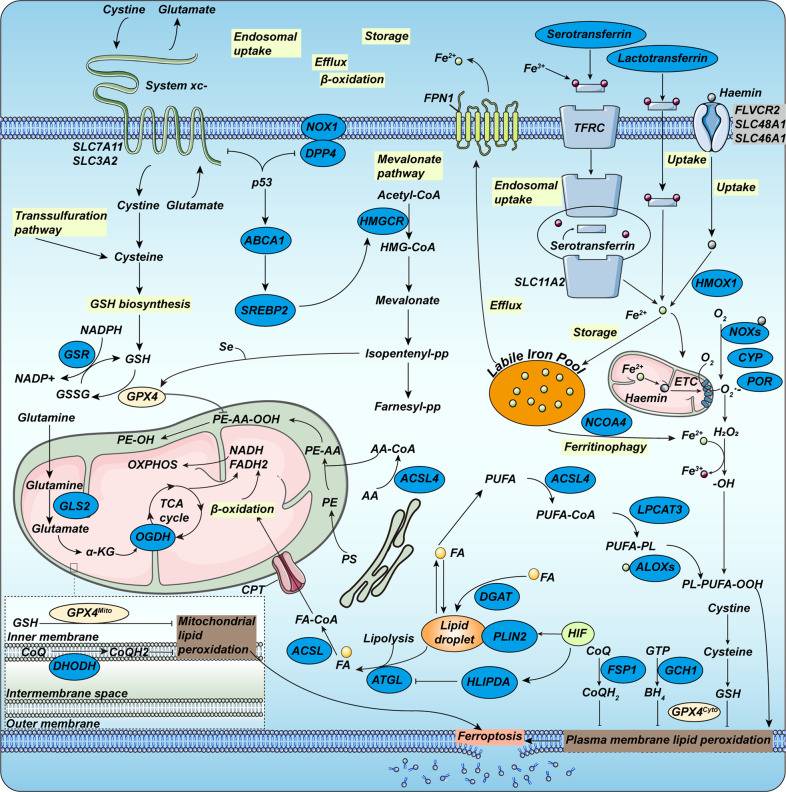 Cystine
Glutamate
Endosomal
uptake
Storage
Efflux
β-oxidation
System xc-
Fe²⁺
FPN1
Serotransferrin
Lactotransferrin
Fe³⁺
Haemin
FLVCR2
SLC48A1
SLC46A1
TFRC
NOX1
DPP4
SLC7A11
SLC3A2
p53
Mevalonate
pathway
Acetyl-CoA
HMGCR
HMG-CoA
Mevalonate
Isopentenyl-pp
Farnesyl-pp
Uptake
Uptake
Endosomal
uptake
Serotransferrin
SLC11A2
Cystine
Glutamate
Transsulfuration
pathway
Cysteine
ABCA1
SREBP2
GSH biosynthesis
NADPH
GSR
GSH
NADP+
GSSG
GPX4
Se
Efflux
Fe²⁺
Storage
HMOX1
O₂
NOXs
CYP
POR
Labile Iron Pool
Fe²⁺
Haemin
ETC
O₂
O₂˙-
NCOA4
Ferritinophagy
Fe²⁺
H₂O₂
Fe³⁺
-OH
Glutamine
PE-AA-OOH
PE-OH
PE-AA
OXPHOS
NADH
FADH2
Glutamine
GLS2
Glutamate
α-KG
TCA
cycle
OGDH
β-oxidation
PE
PS
AA-CoA
AA
ACSL4
CPT
PUFA
ACSL4
PUFA-CoA
LPCAT3
PUFA-PL
ALOXs
PL-PUFA-OOH
FA
FA
DGAT
Lipid
droplet
PLIN2
HIF
HLIPDA
Lipolysis
ATGL
FA-CoA
ACSL
FA
GPX4ᴹⁱᵗᵒ
GSH
Mitochondrial
lipid
peroxidation
Inner membrane
CoQ
CoQH2
DHODH
Intermembrane space
Outer membrane
CoQ
FSP1
CoQH₂
GTP
GCH1
BH₄
Cystine
Cysteine
GSH
GPX4ᶜʸᵗᵒ
Ferroptosis
Plasma membrane lipid peroxidation